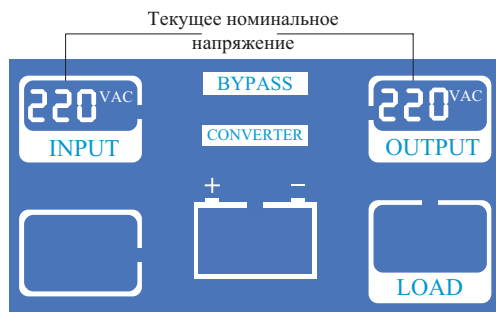 Текущее номинальное
напряжение
220 VAC
INPUT
BYPASS
CONVERTER
220 VAC
OUTPUT
+ −
LOAD